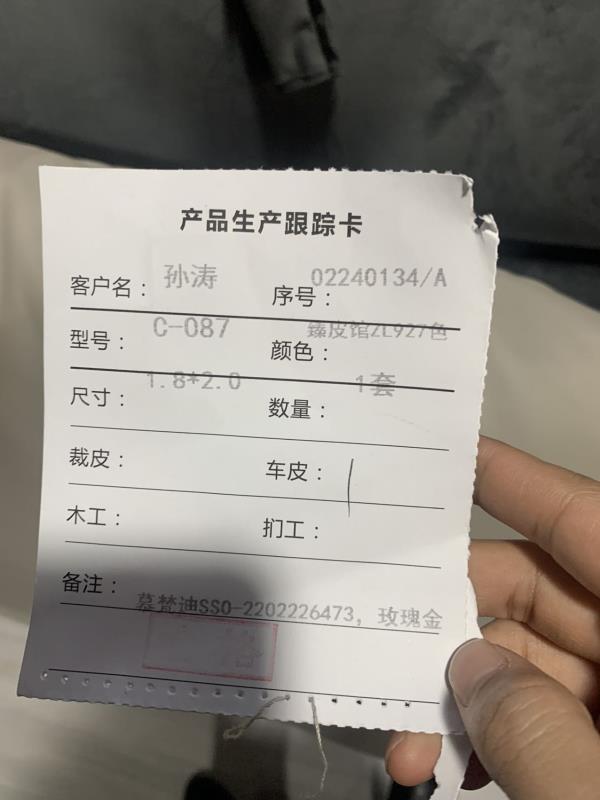 产品生产跟踪卡
客户名：孙涛 序号：02240134/A
型号：C-087 颜色：臻皮馆ZL927色
尺寸：1.8*2.0 数量：1套
裁皮： 车皮：
木工： 扪工：
备注：慕梵迪SSO-2202226473，玫瑰金